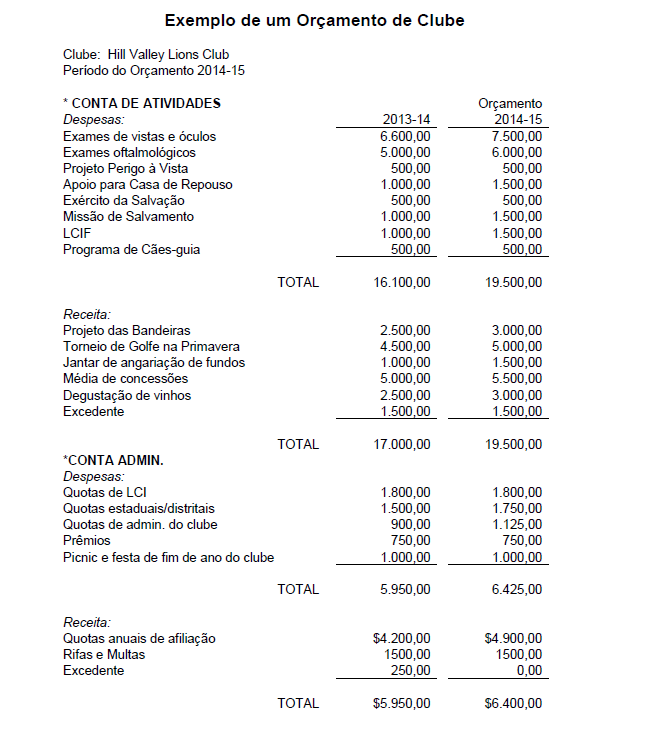 Exemplo de um Orçamento de Clube
Clube: Hill Valley Lions Club
Período do Orçamento 2014-15
* CONTA DE ATIVIDADES Orçamento
Despesas: 2013-14 2014-15
Exames de vistas e óculos 6.600,00 7.500,00
Exames oftalmológicos 5.000,00 6.000,00
Projeto Perigo à Vista 500,00 500,00
Apoio para Casa de Repouso 1.000,00 1.500,00
Exército da Salvação 500,00 500,00
Missão de Salvamento 1.000,00 1.500,00
LCIF 1.000,00 1.500,00
Programa de Cães-guia 500,00 500,00
TOTAL 16.100,00 19.500,00
Receita:
Projeto das Bandeiras 2.500,00 3.000,00
Torneio de Golfe na Primavera 4.500,00 5.000,00
Jantar de angariação de fundos 1.000,00 1.500,00
Média de concessões 5.000,00 5.500,00
Degustação de vinhos 2.500,00 3.000,00
Excedente 1.500,00 1.500,00
TOTAL 17.000,00 19.500,00
*CONTA ADMIN.
Despesas:
Quotas de LCI 1.800,00 1.800,00
Quotas estaduais/distritais 1.500,00 1.750,00
Quotas de admin. do clube 900,00 1.125,00
Prêmios 750,00 750,00
Picnic e festa de fim de ano do clube 1.000,00 1.000,00
TOTAL 5.950,00 6.425,00
Receita:
Quotas anuais de afiliação $4.200,00 $4.900,00
Rifas e Multas 1500,00 1500,00
Excedente 250,00 0,00
TOTAL $5.950,00 $6.400,00